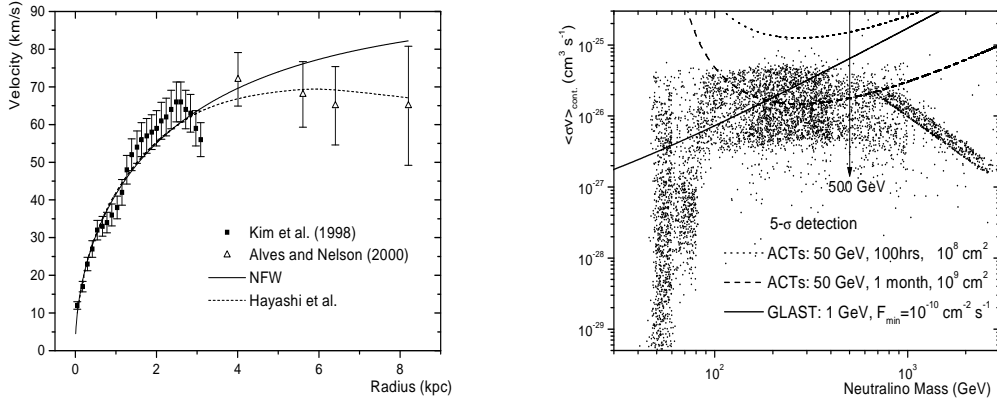 Velocity (km/s)
90
80
70
60
50
40
30
20
10
0
0
2
4
6
8
Radius (kpc)
Kim et al. (1998)
Alves and Nelson (2000)
NFW
Hayashi et al.
<σv>cont. (cm³ s⁻¹)
10⁻²⁵
10⁻²⁶
10⁻²⁷
10⁻²⁸
10⁻²⁹
500 GeV
5-σ detection
ACTs: 50 GeV, 100hrs, 10⁸ cm²
ACTs: 50 GeV, 1 month, 10⁹ cm²
GLAST: 1 GeV, Fmin=10⁻¹⁰ cm⁻² s⁻¹
10²
10³
Neutralino Mass (GeV)